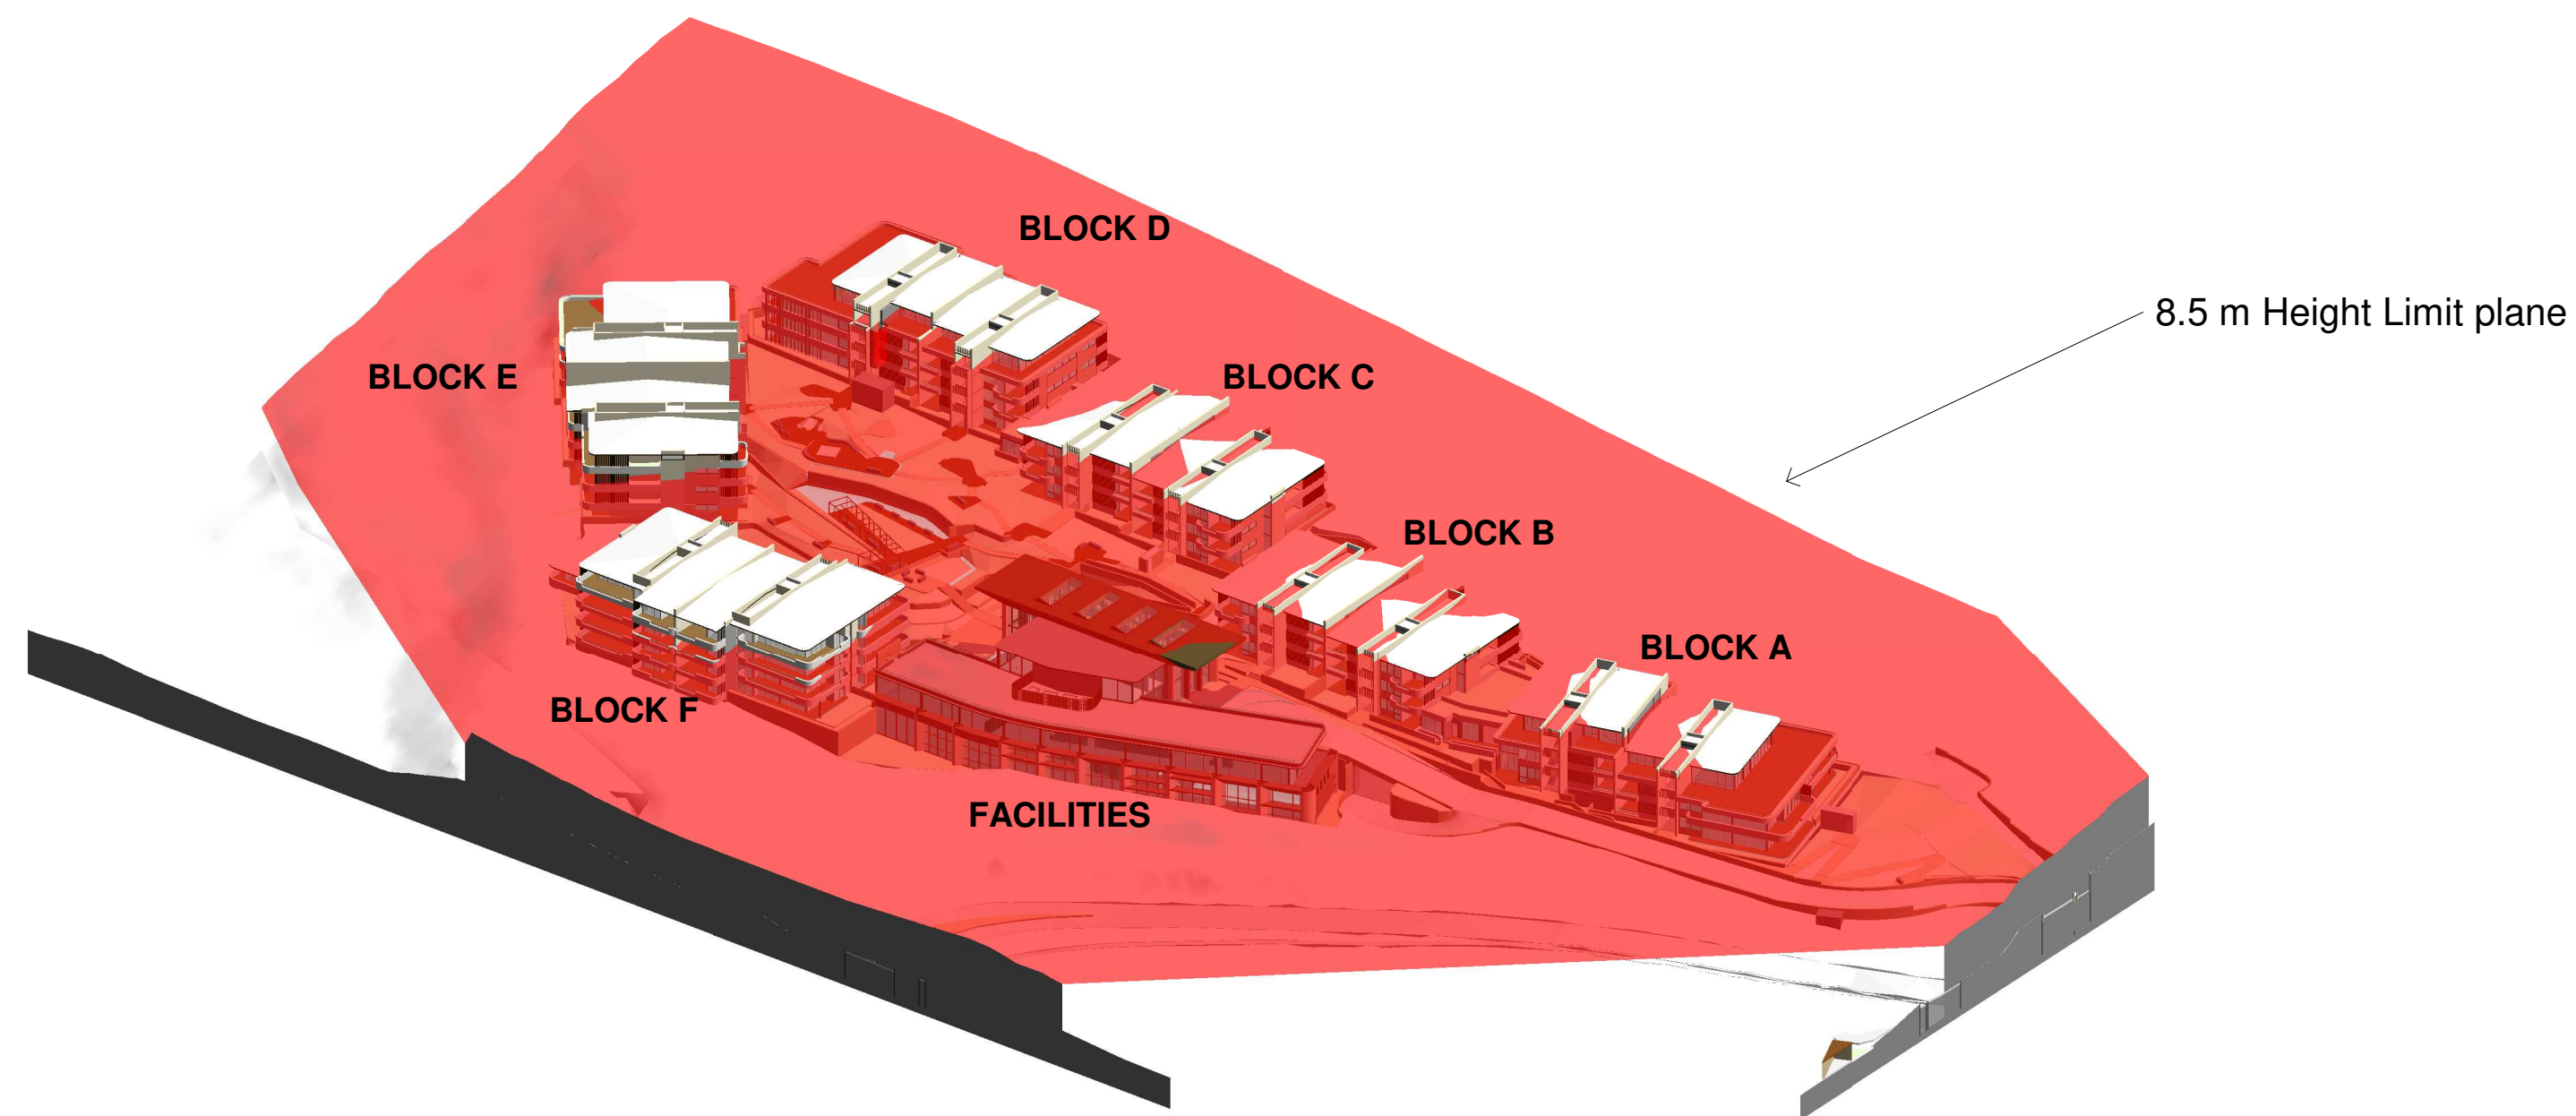 BLOCK D
8.5 m Height Limit plane
BLOCK E
BLOCK C
BLOCK B
BLOCK A
BLOCK F
FACILITIES